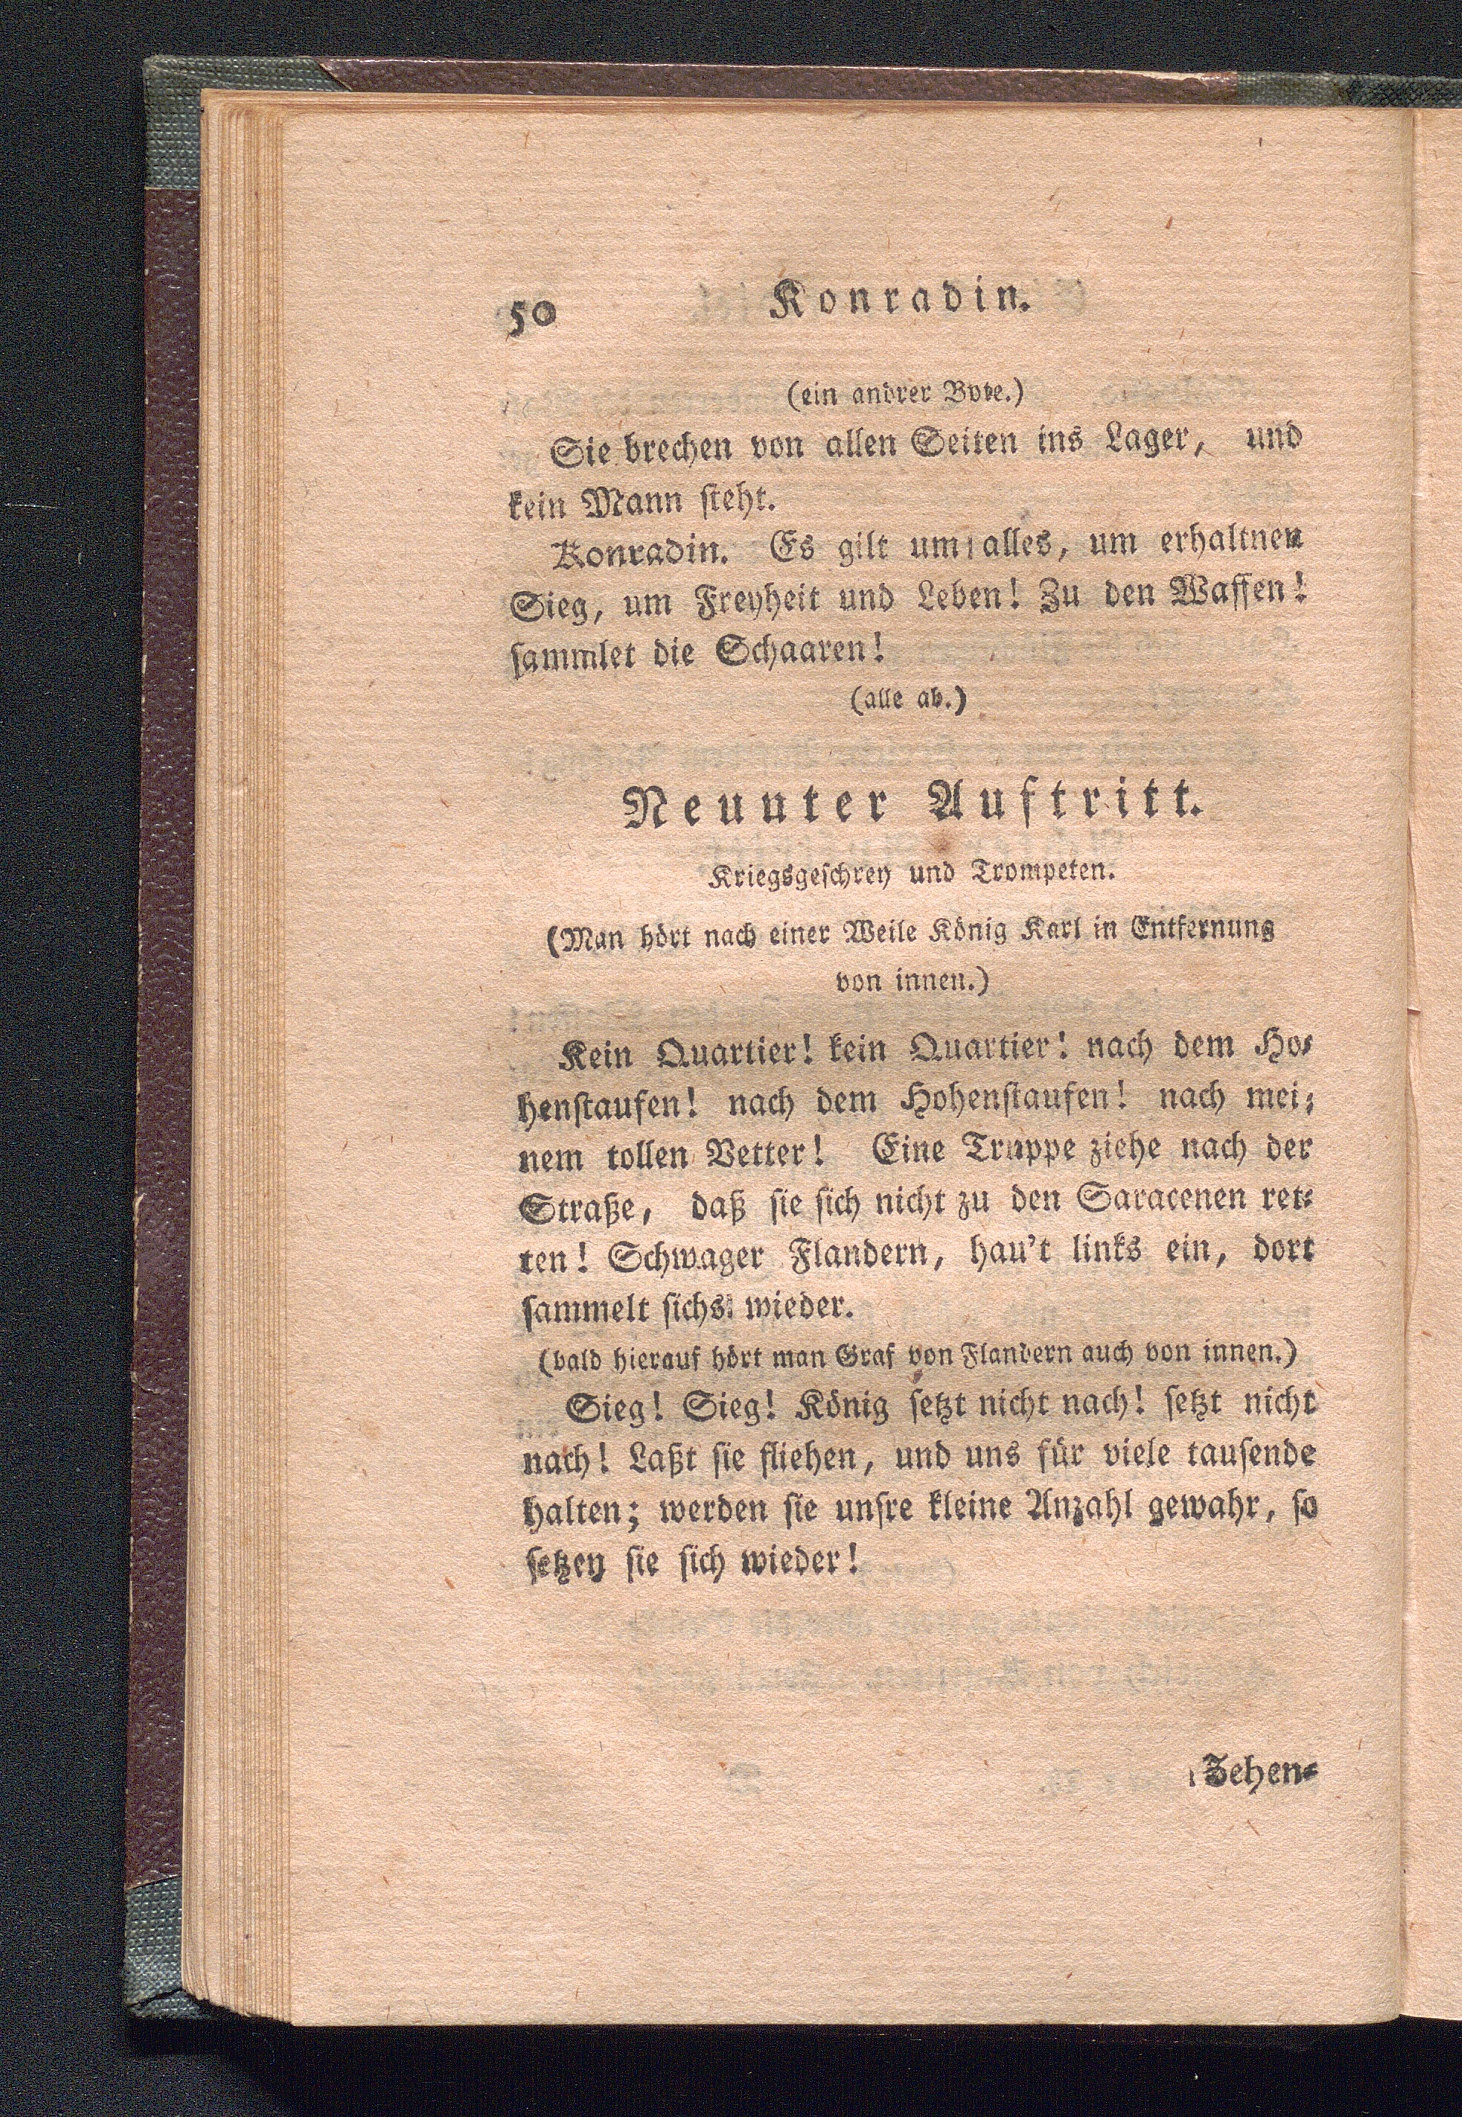 50 Konradin.
(ein andrer Bote.)
Sie brechen von allen Seiten ins Lager, und
kein Mann ſteht.
Konradin. Es gilt um alles, um erhaltnen
Sieg, um Freyheit und Leben! Zu den Waffen!
ſammlet die Schaaren!
(alle ab.)
Neunter Auftritt.
Kriegsgeſchrey und Trompeten.
(Man hört nach einer Weile König Karl in Entfernung
von innen.)
Kein Quartier! kein Quartier! nach dem Ho-
henſtaufen! nach dem Hohenſtaufen! nach mei-
nem tollen Vetter! Eine Truppe ziehe nach der
Straße, daß ſie ſich nicht zu den Saracenen ret-
ten! Schwager Flandern, hau't links ein, dort
ſammelt ſichs wieder.
(bald hierauf hört man Graf von Flandern auch von innen.)
Sieg! Sieg! König ſetzt nicht nach! ſetzt nicht
nach! Laßt ſie fliehen, und uns für viele tauſende
halten; werden ſie unſre kleine Anzahl gewahr, ſo
ſetzen ſie ſich wieder!
Zehen-